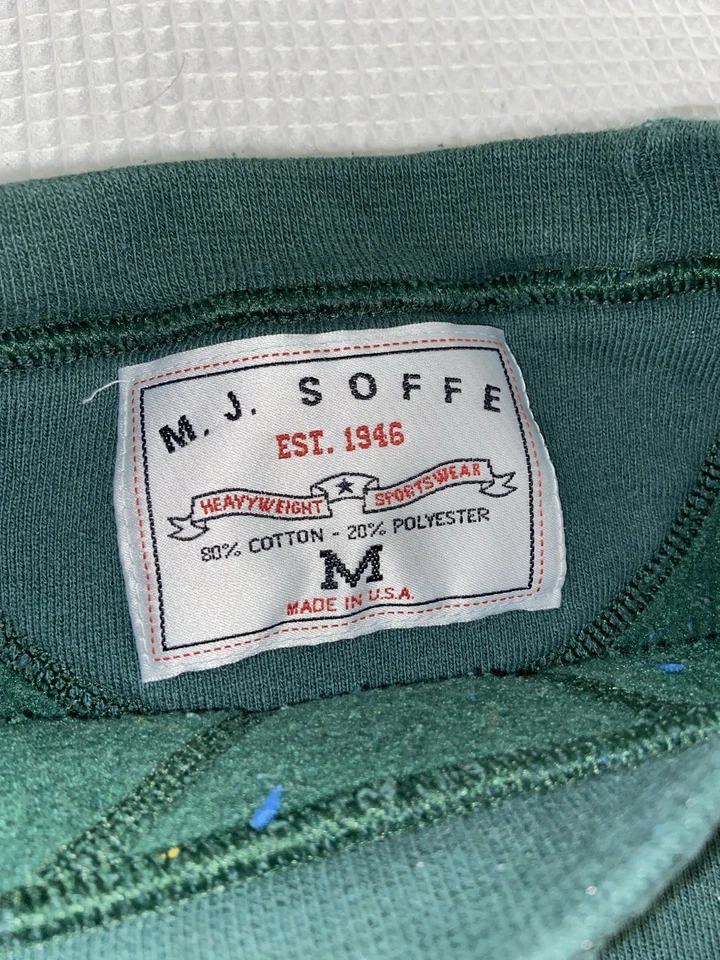 M. J. SOFFE
EST. 1946
HEAVYWEIGHT SPORTSWEAR
80% COTTON - 20% POLYESTER
M
MADE IN U.S.A.